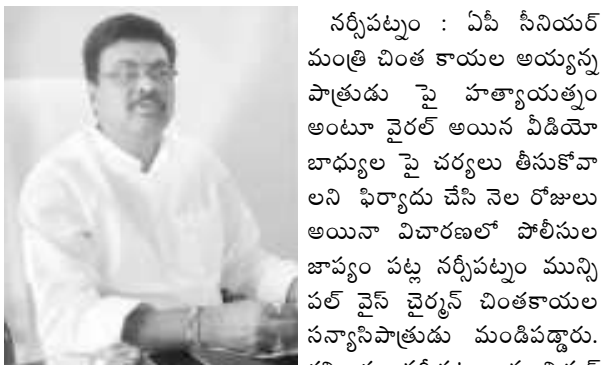 నర్సీపట్నం : ఏపీ సీనియర్
మంత్రి చింత కాయల అయ్యన్న
పాత్రుడు పై హత్యాయత్నం
అంటూ వైరల్ అయిన వీడియో
బాధ్యుల పై చర్యలు తీసుకోవా
లని ఫిర్యాదు చేసి నెల రోజులు
అయినా విచారణలో పోలీసుల
జాప్యం పట్ల నర్సీపట్నం మున్సి
పల్ వైస్ చైర్మన్ చింతకాయల
సన్యాసిపాత్రుడు మండిపడ్డారు.